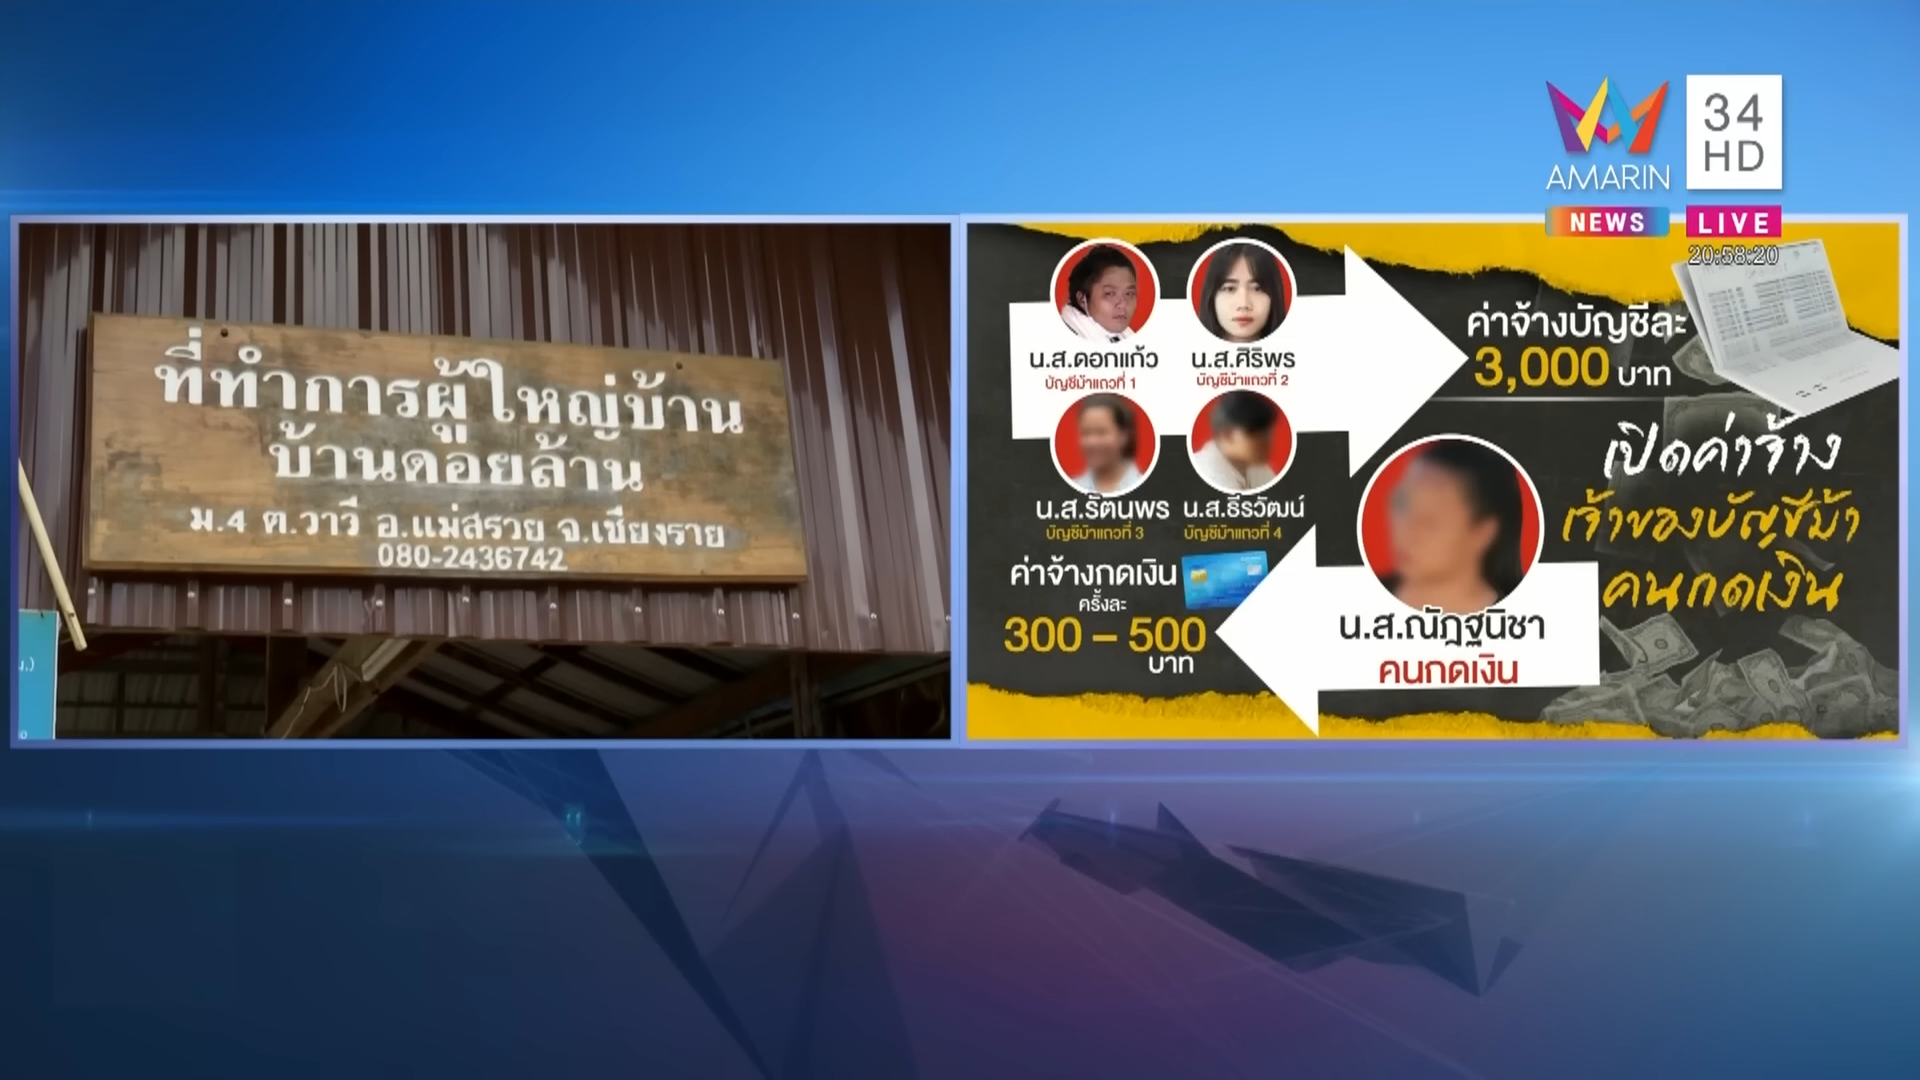 AMARIN
34
HD
NEWS
LIVE
20:58:20
ที่ทำการผู้ใหญ่บ้าน
บ้านดอยล้าน
ม.4 ต.วาวี อ.แม่สรวย จ.เชียงราย
080-2436742
น.ส.ดอกแก้ว
บัญชีม้าแถวที่ 1
น.ส.ศิริพร
บัญชีม้าแถวที่ 2
น.ส.รัตนพร
บัญชีม้าแถวที่ 3
น.ส.ธีรวัฒน์
บัญชีม้าแถวที่ 4
ค่าจ้างบัญชีละ
3,000 บาท
เปิดค่าจ้าง
เจ้าของบัญชีม้า
คนกดเงิน
ค่าจ้างกดเงิน
ครั้งละ
300 – 500
บาท
น.ส.ณัฏฐนิชา
คนกดเงิน